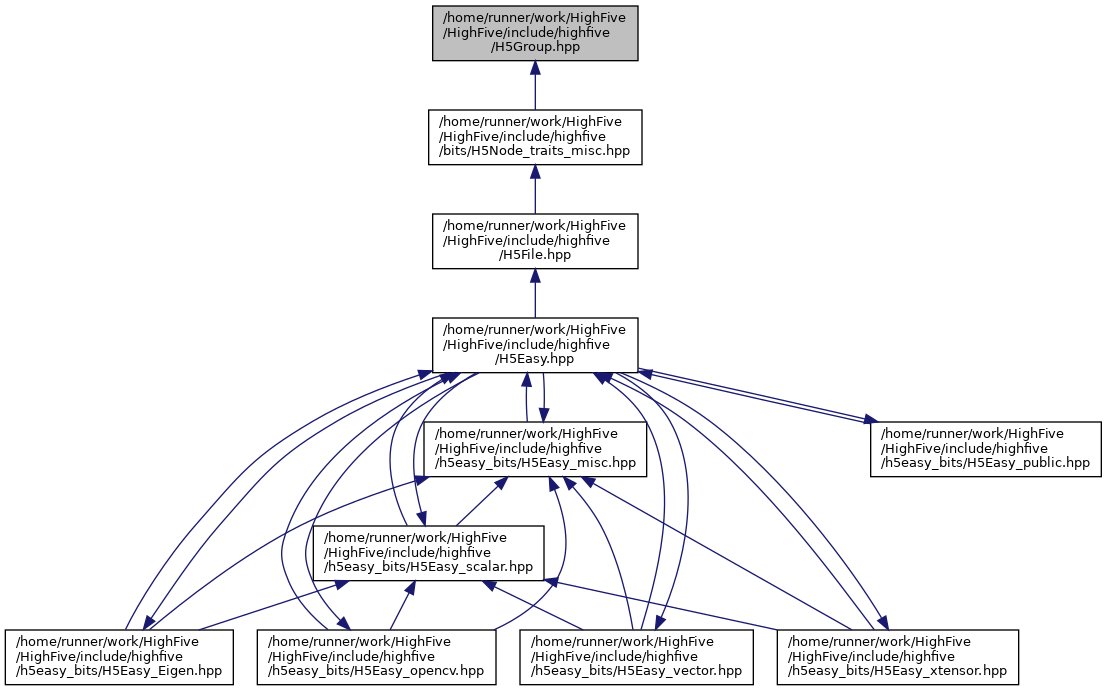 /home/runner/work/HighFive
/HighFive/include/highfive
/H5Group.hpp
/home/runner/work/HighFive
/HighFive/include/highfive
/bits/H5Node_traits_misc.hpp
/home/runner/work/HighFive
/HighFive/include/highfive
/H5File.hpp
/home/runner/work/HighFive
/HighFive/include/highfive
/H5Easy.hpp
/home/runner/work/HighFive
/HighFive/include/highfive
/h5easy_bits/H5Easy_misc.hpp
/home/runner/work/HighFive
/HighFive/include/highfive
/h5easy_bits/H5Easy_public.hpp
/home/runner/work/HighFive
/HighFive/include/highfive
/h5easy_bits/H5Easy_scalar.hpp
/home/runner/work/HighFive
/HighFive/include/highfive
/h5easy_bits/H5Easy_Eigen.hpp
/home/runner/work/HighFive
/HighFive/include/highfive
/h5easy_bits/H5Easy_opencv.hpp
/home/runner/work/HighFive
/HighFive/include/highfive
/h5easy_bits/H5Easy_vector.hpp
/home/runner/work/HighFive
/HighFive/include/highfive
/h5easy_bits/H5Easy_xtensor.hpp